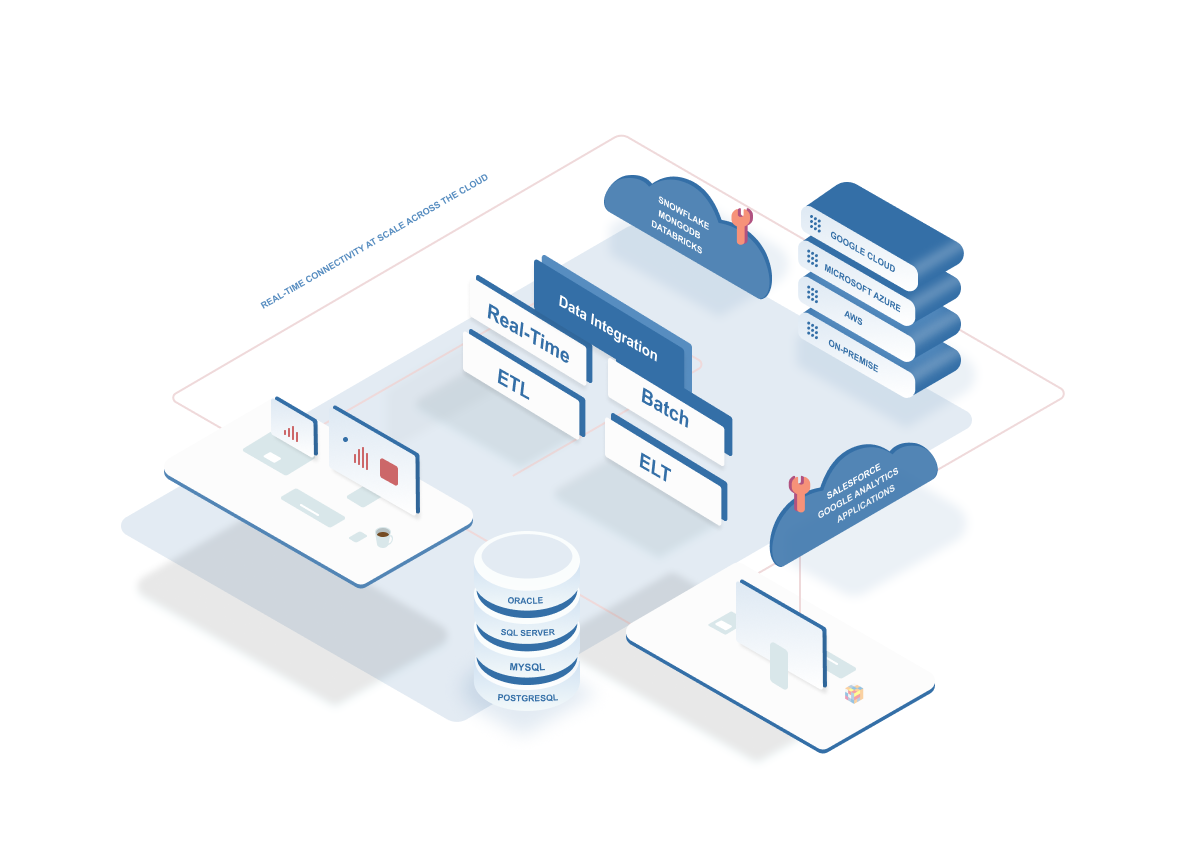 REAL-TIME CONNECTIVITY AT SCALE ACROSS THE CLOUD
SNOWFLAKE
MONGODB
DATABRICKS
GOOGLE CLOUD
MICROSOFT AZURE
AWS
ON-PREMISE
Data Integration
Real-Time
ETL
Batch
ELT
SALESFORCE
GOOGLE ANALYTICS
APPLICATIONS
ORACLE
SQL SERVER
MYSQL
POSTGRESQL